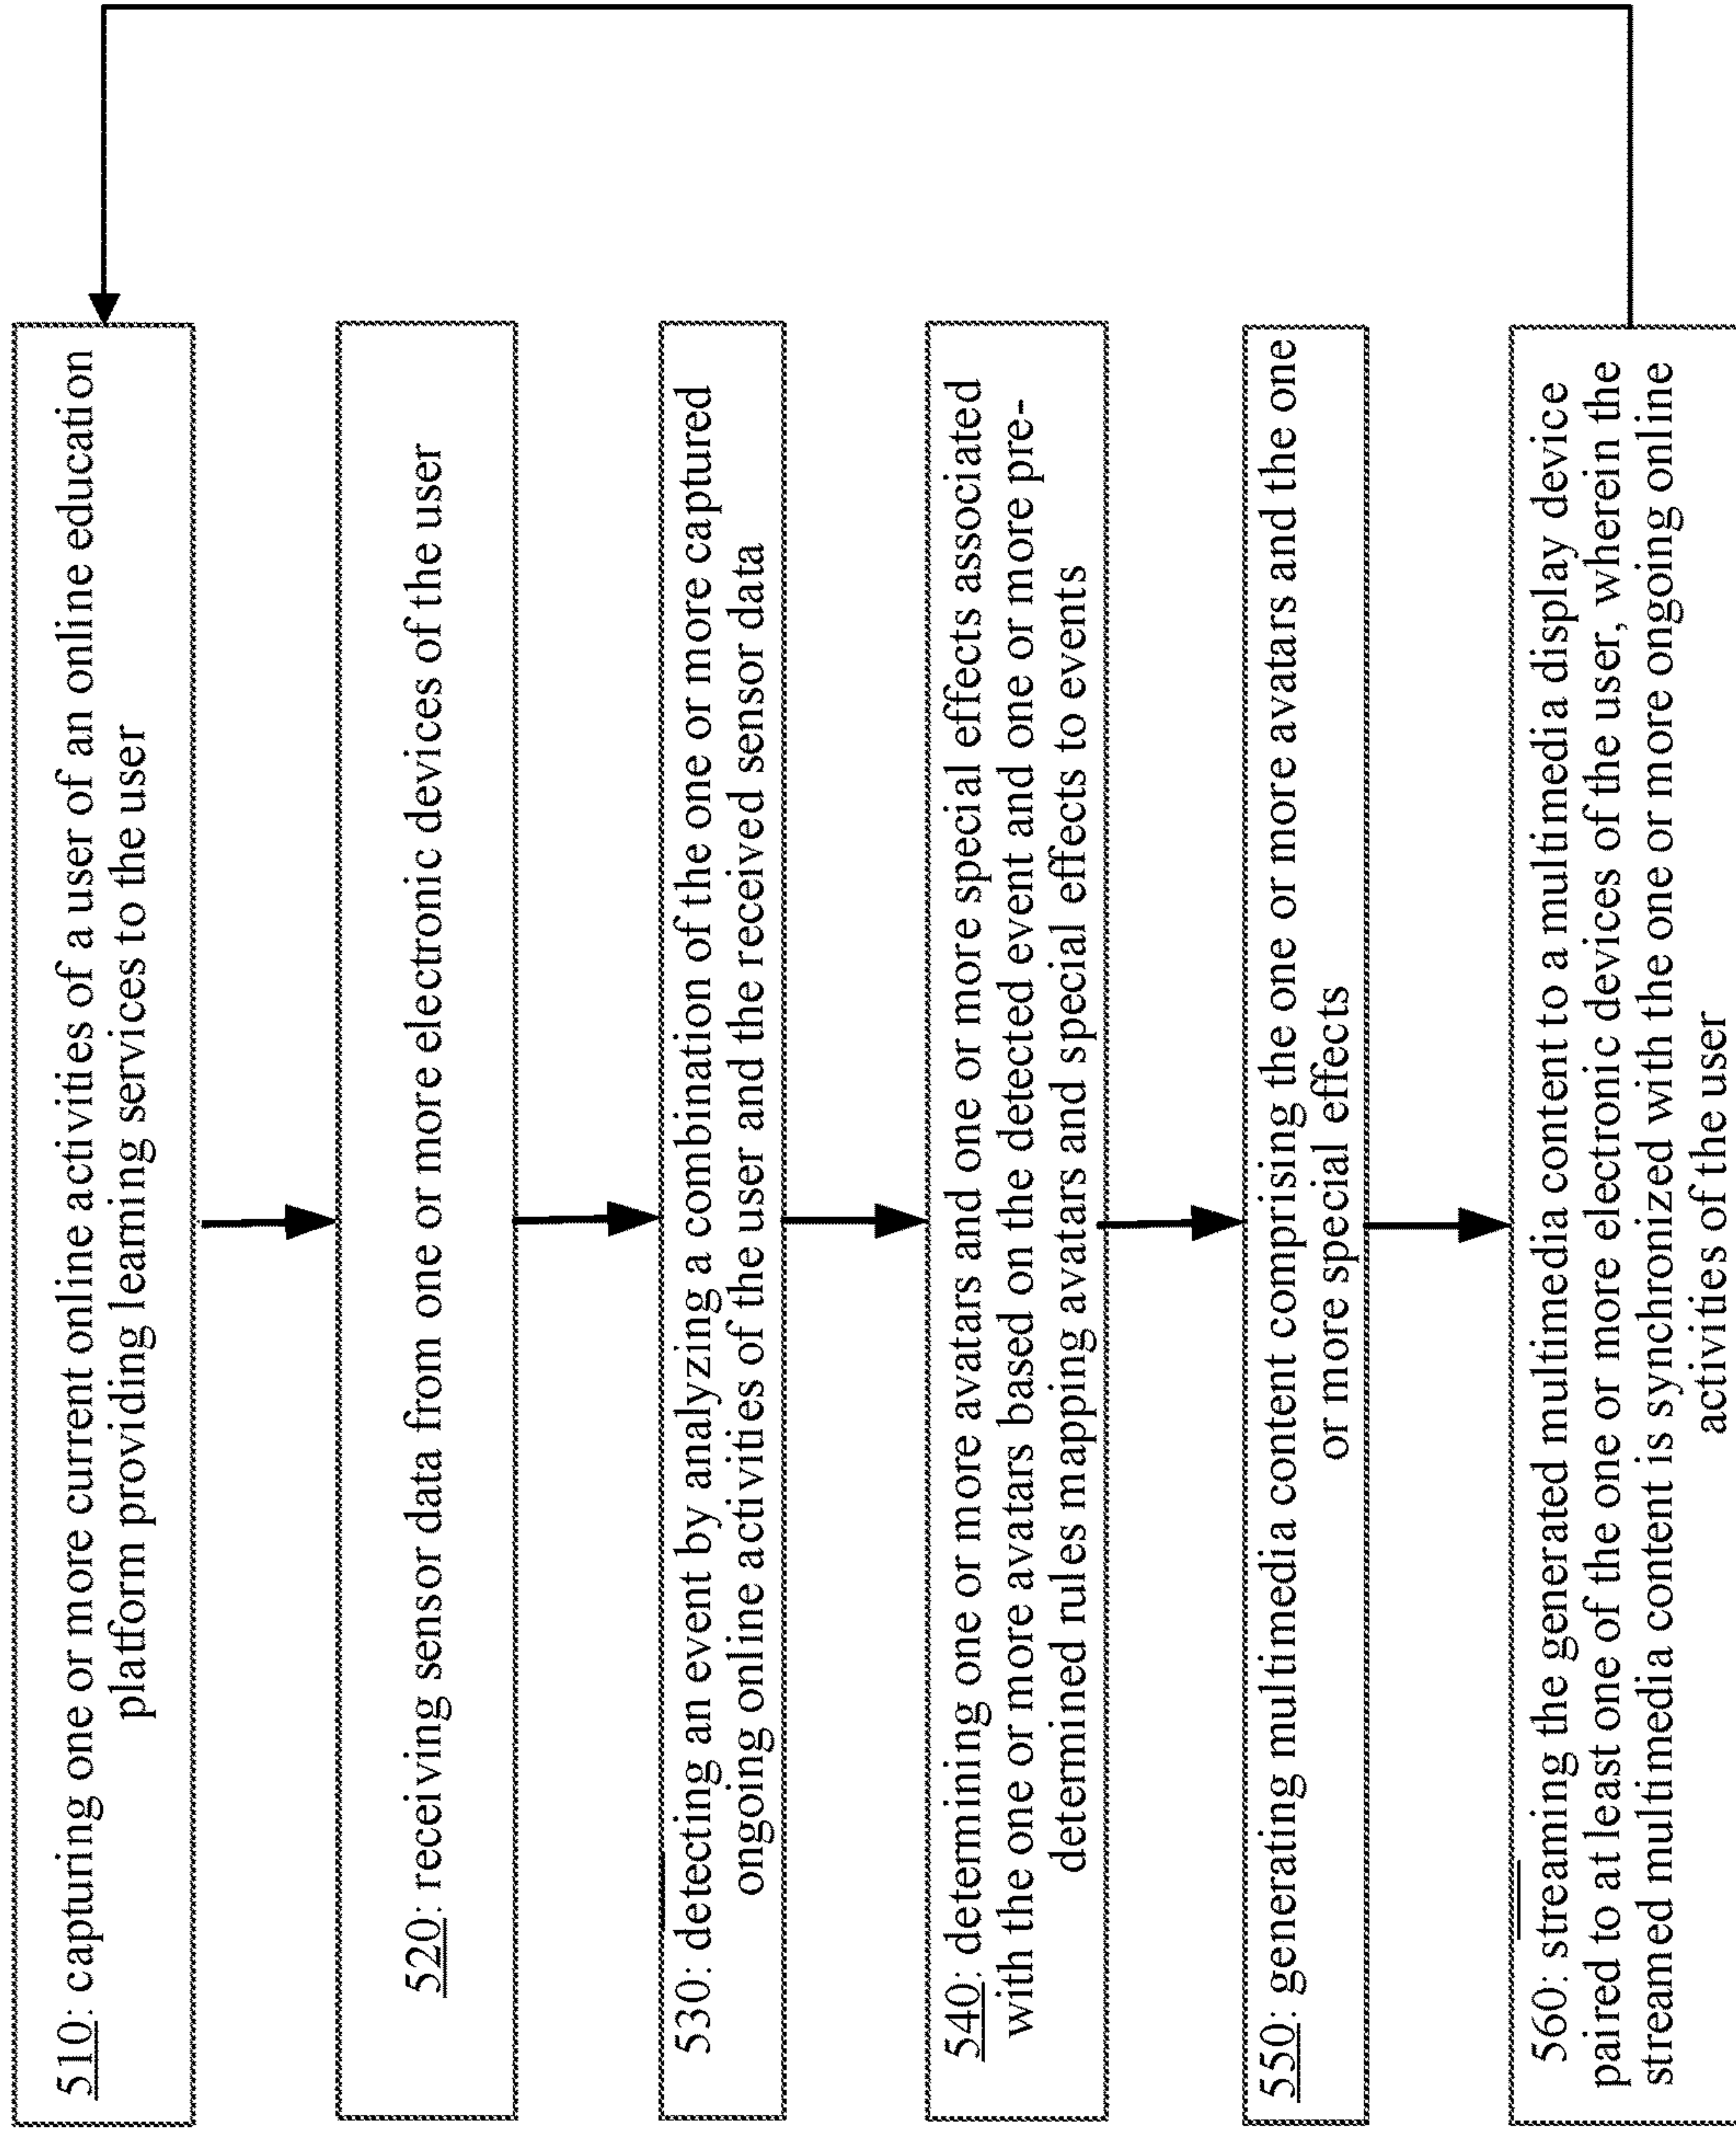 510: capturing one or more current online activities of a user of an online education
platform providing learning services to the user
520: receiving sensor data from one or more electronic devices of the user
530: detecting an event by analyzing a combination of the one or more captured
ongoing online activities of the user and the received sensor data
540: determining one or more avatars and one or more special effects associated
with the one or more avatars based on the detected event and one or more pre-
determined rules mapping avatars and special effects to events
550: generating multimedia content comprising the one or more avatars and the one
or more special effects
560: streaming the generated multimedia content to a multimedia display device
paired to at least one of the one or more electronic devices of the user, wherein the
streamed multimedia content is synchronized with the one or more ongoing online
activities of the user